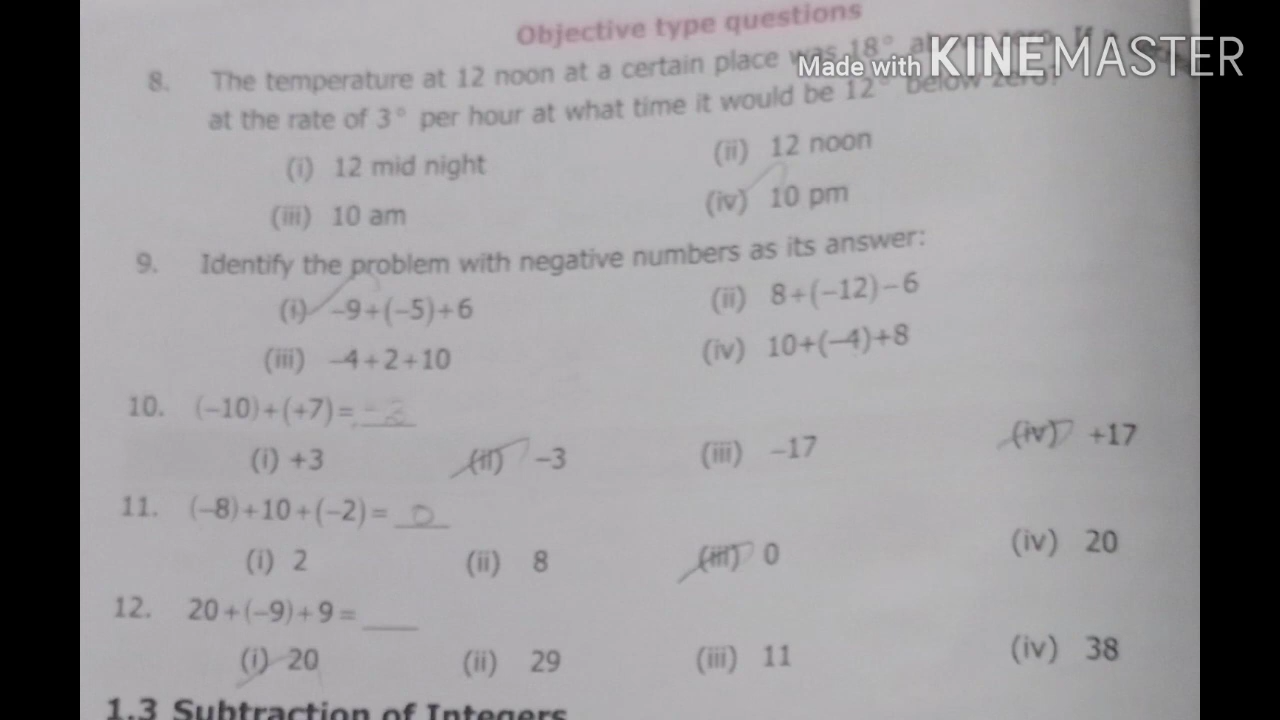 Objective type questions
8. The temperature at 12 noon at a certain place was 18°
Made with KINEMASTER
at the rate of 3° per hour at what time it would be 12° below zero?
(i) 12 mid night (ii) 12 noon
(iii) 10 am (iv) 10 pm
9. Identify the problem with negative numbers as its answer:
(i) −9+(−5)+6 (ii) 8+(−12)−6
(iii) −4+2+10 (iv) 10+(−4)+8
10. (−10)+(+7)=
(i) +3 (ii) −3 (iii) −17 (iv) +17
11. (−8)+10+(−2)= 0
(i) 2 (ii) 8 (iii) 0 (iv) 20
12. 20+(−9)+9=___
(i) 20 (ii) 29 (iii) 11 (iv) 38
1.3 Subtraction of Integers